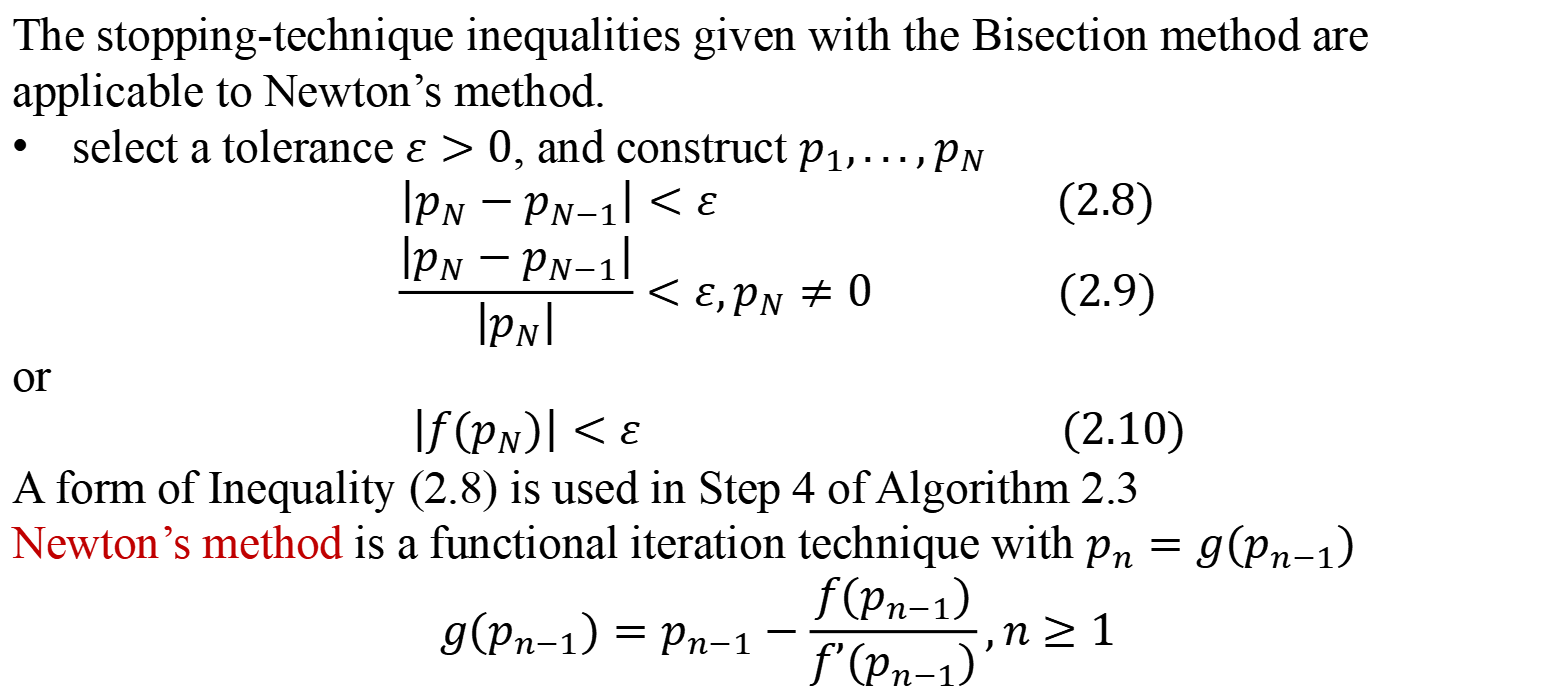 The stopping-technique inequalities given with the Bisection method are
applicable to Newton’s method.
• select a tolerance ε > 0, and construct p₁, . . . , p_N
|p_N − p_{N−1}| < ε (2.8)
|p_N − p_{N−1}| / |p_N| < ε, p_N ≠ 0 (2.9)
or
|f(p_N)| < ε (2.10)
A form of Inequality (2.8) is used in Step 4 of Algorithm 2.3
Newton’s method is a functional iteration technique with p_n = g(p_{n−1})
g(p_{n−1}) = p_{n−1} − f(p_{n−1}) / f’(p_{n−1}), n ≥ 1